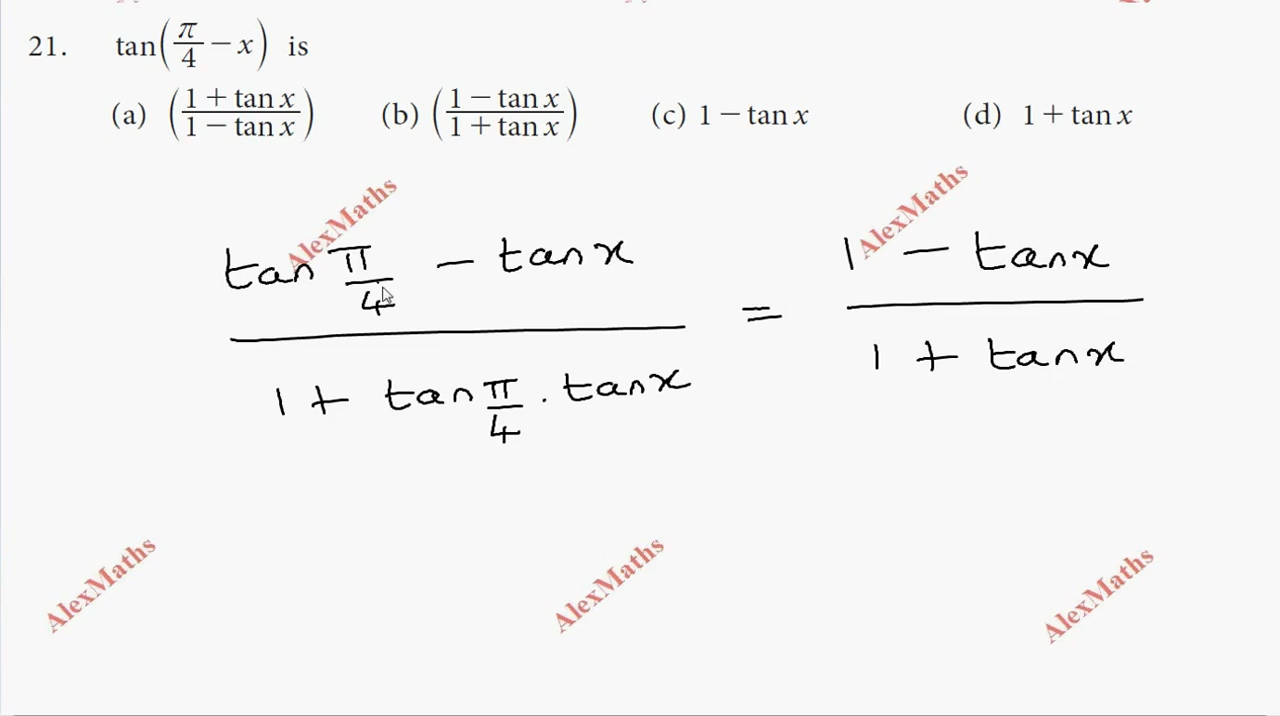 21. tan(π/4 − x) is
(a) ((1 + tan x)/(1 − tan x)) (b) ((1 − tan x)/(1 + tan x)) (c) 1 − tan x (d) 1 + tan x
AlexMaths AlexMaths
tan π/4 − tan x 1 − tan x
=
1 + tan π/4 . tan x 1 + tan x
AlexMaths AlexMaths AlexMaths